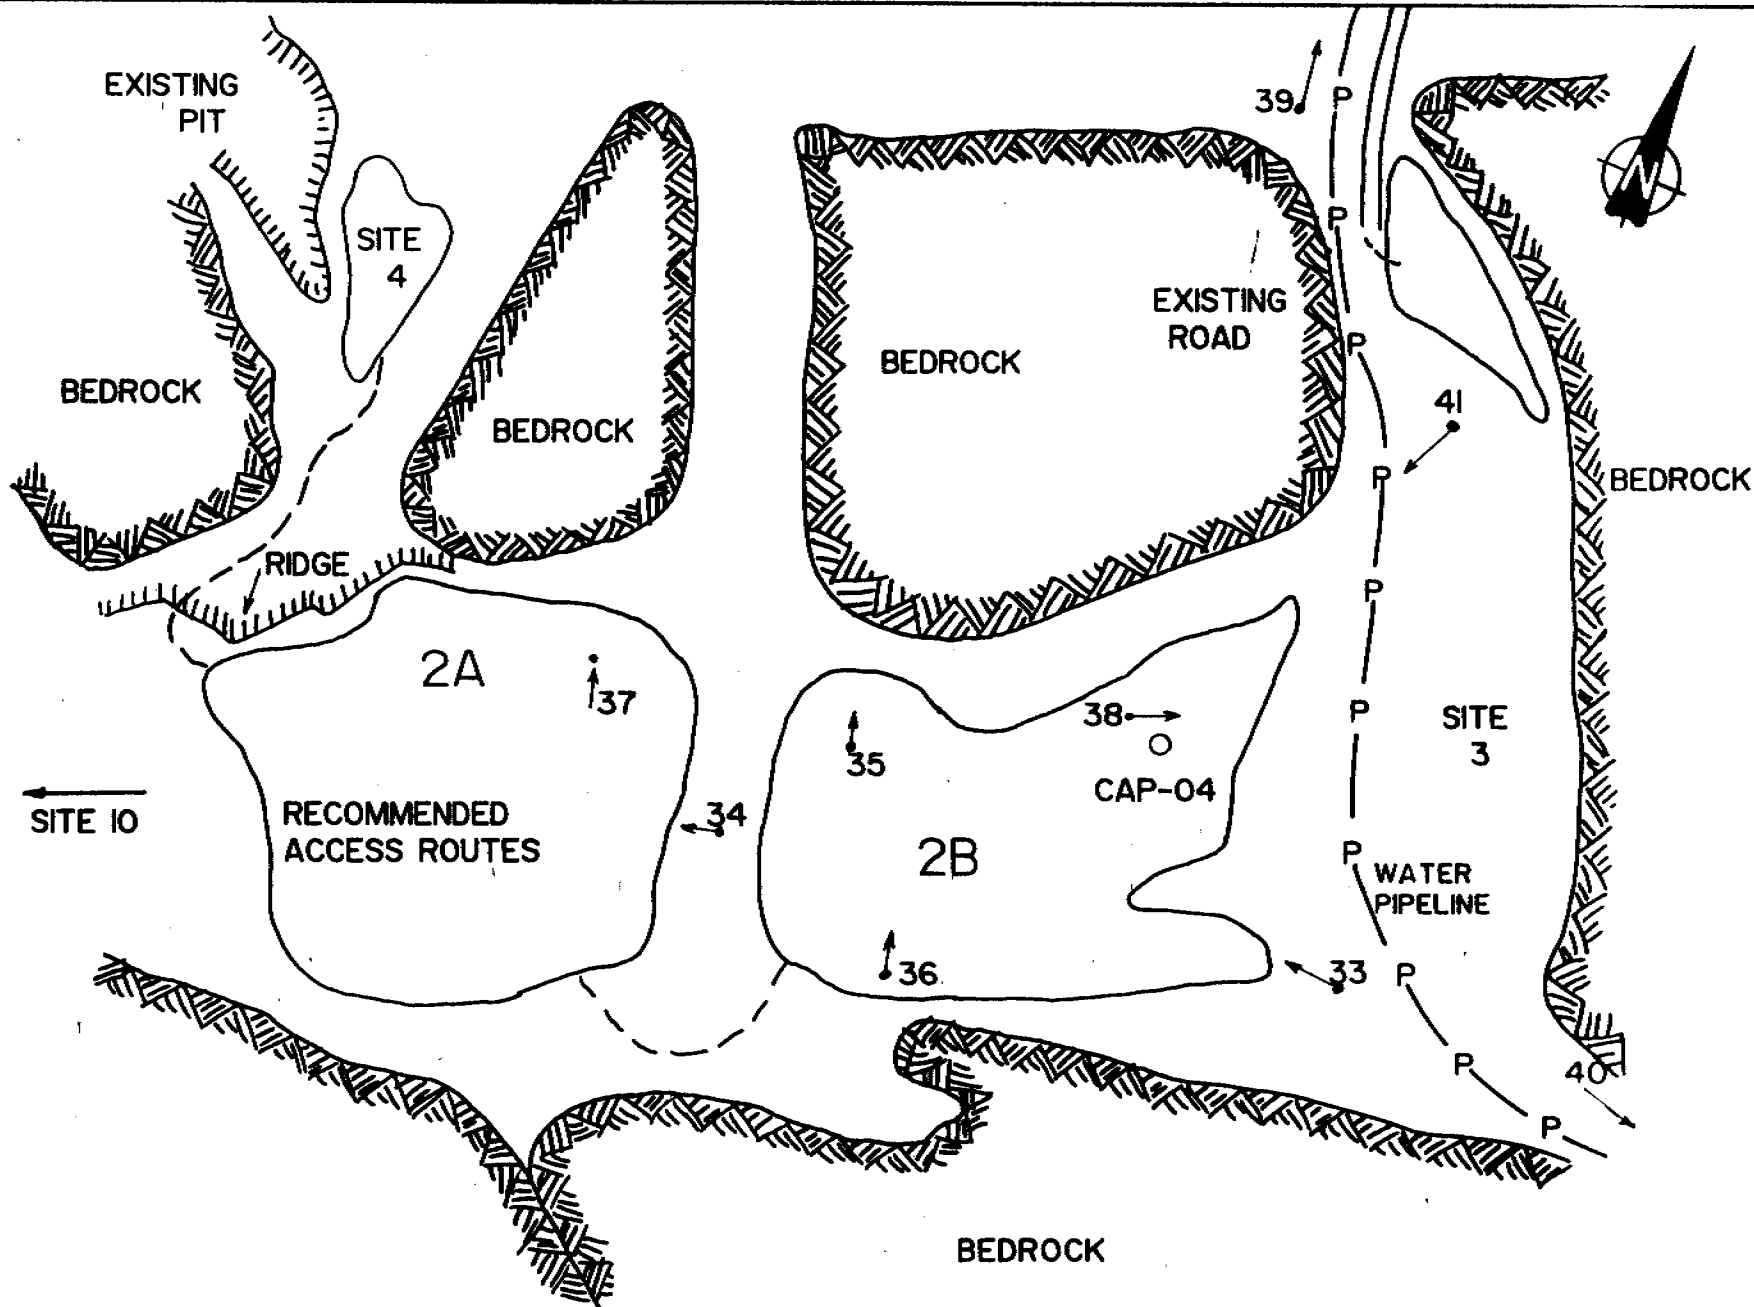 EXISTING
PIT
39
P
SITE
4
P
EXISTING
ROAD
P
BEDROCK
BEDROCK
BEDROCK
41
P
BEDROCK
RIDGE
P
2A
37
38
P
SITE
3
35
CAP-04
SITE 10
RECOMMENDED
ACCESS ROUTES
34
2B
P
WATER
PIPELINE
36
33
P
P
40
P
BEDROCK